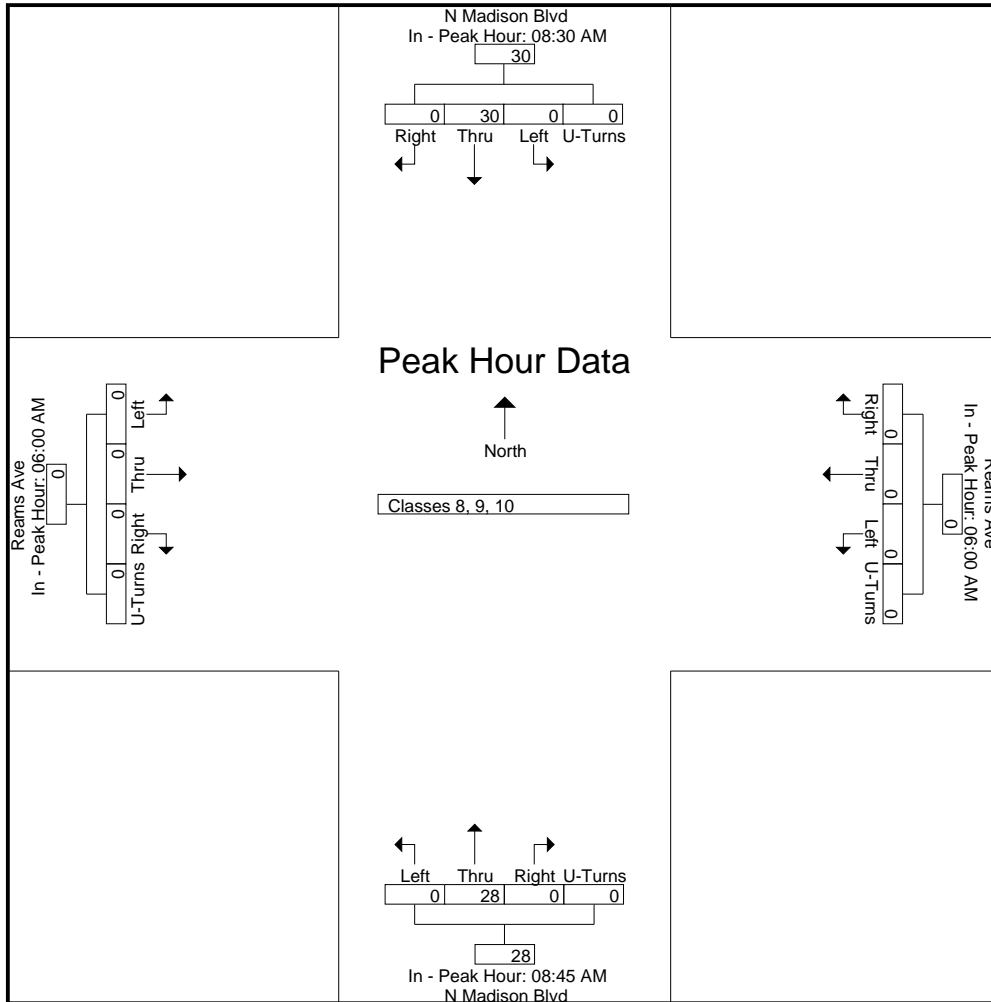 N Madison Blvd
In - Peak Hour: 08:30 AM
30
0 30 0 0
Right Thru Left U-Turns
Peak Hour Data
North
Classes 8, 9, 10
Reams Ave
In - Peak Hour: 06:00 AM
0
0 0 0 0
Left Thru Right U-Turns
Reams Ave
In - Peak Hour: 06:00 AM
0
0 0 0 0
Right Thru Left U-Turns
Left Thru Right U-Turns
0 28 0 0
28
In - Peak Hour: 08:45 AM
N Madison Blvd